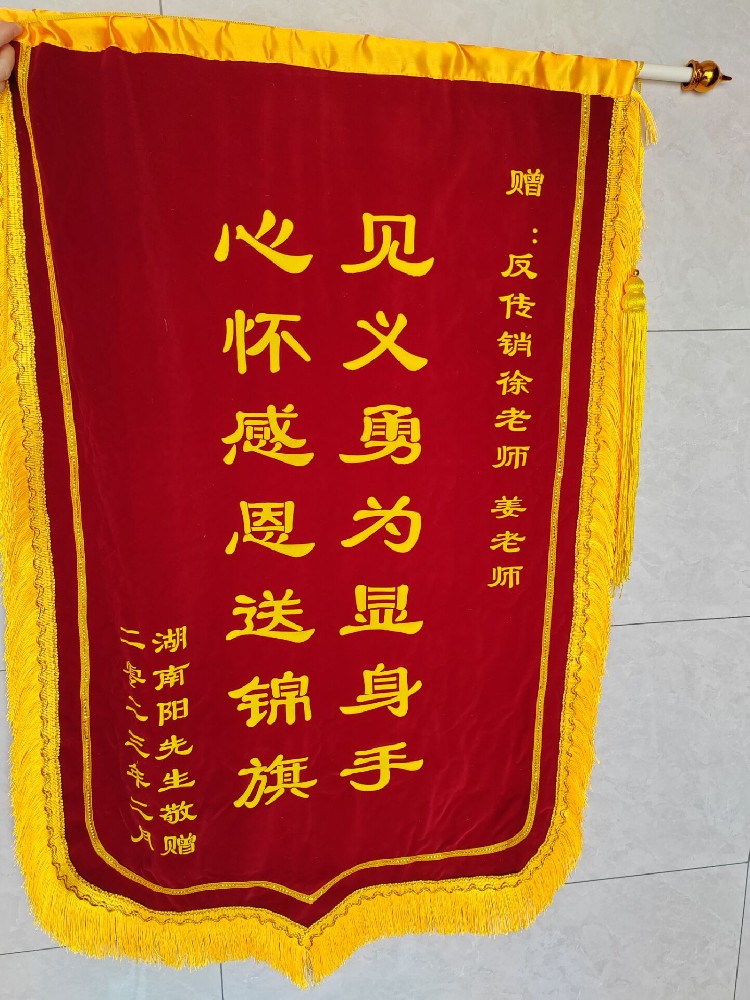 赠：反传销徐老师 姜老师
见义勇为显身手
心怀感恩送锦旗
湖南阳先生敬赠
二零二三年二月